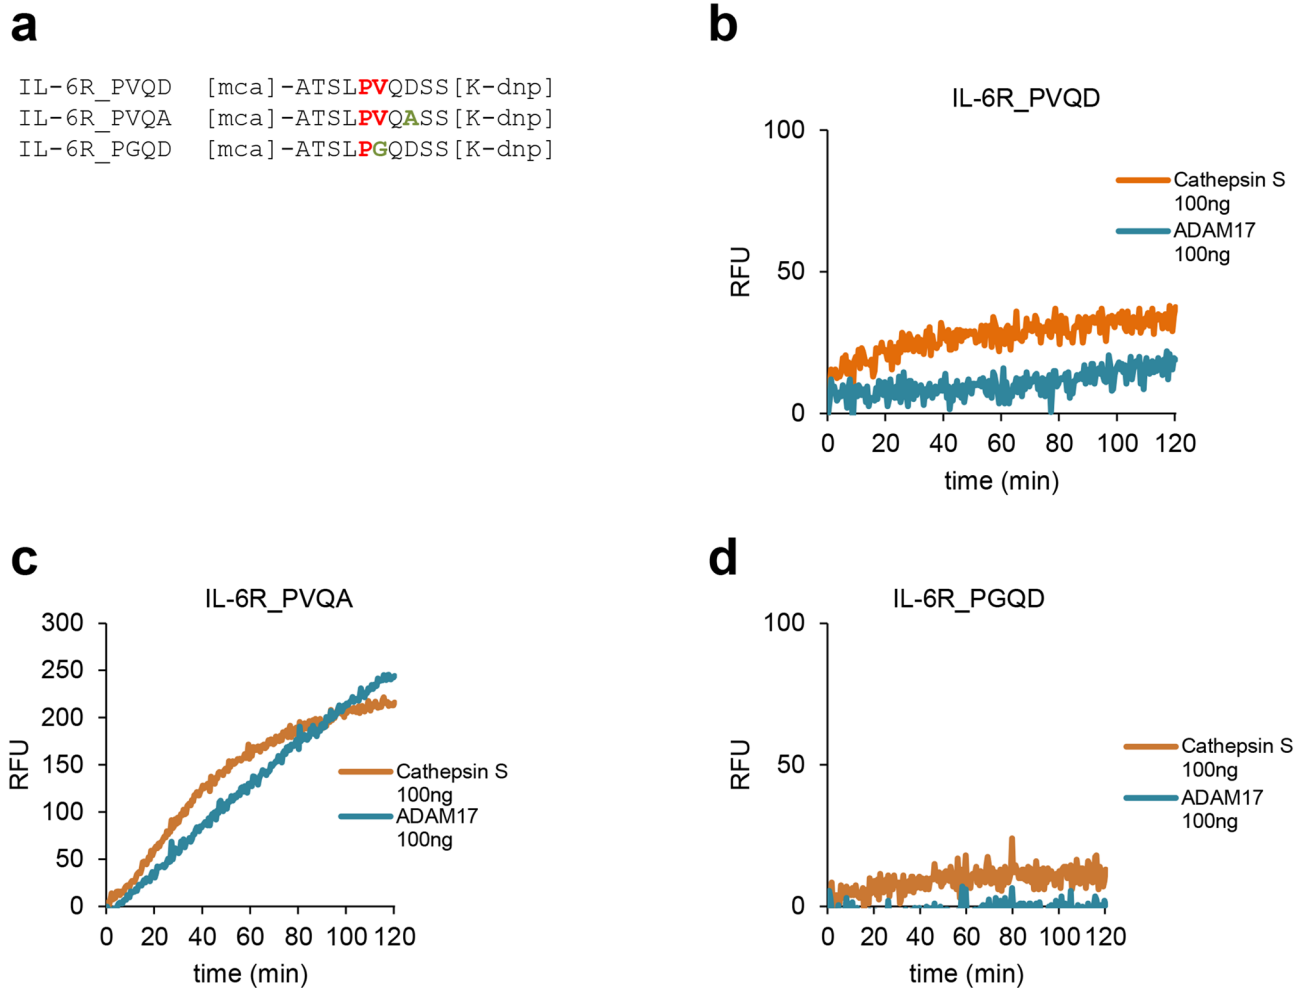 a
IL-6R_PVQD [mca]-ATSLPVQDSS[K-dnp]
IL-6R_PVQA [mca]-ATSLPVQASS[K-dnp]
IL-6R_PGQD [mca]-ATSLPGQDSS[K-dnp]
b
IL-6R_PVQD
100
50
0
RFU
0 20 40 60 80 100 120
time (min)
Cathepsin S
100ng
ADAM17
100ng
c
IL-6R_PVQA
300
250
200
150
100
50
0
RFU
0 20 40 60 80 100 120
time (min)
Cathepsin S
100ng
ADAM17
100ng
d
IL-6R_PGQD
100
50
0
RFU
0 20 40 60 80 100 120
time (min)
Cathepsin S
100ng
ADAM17
100ng